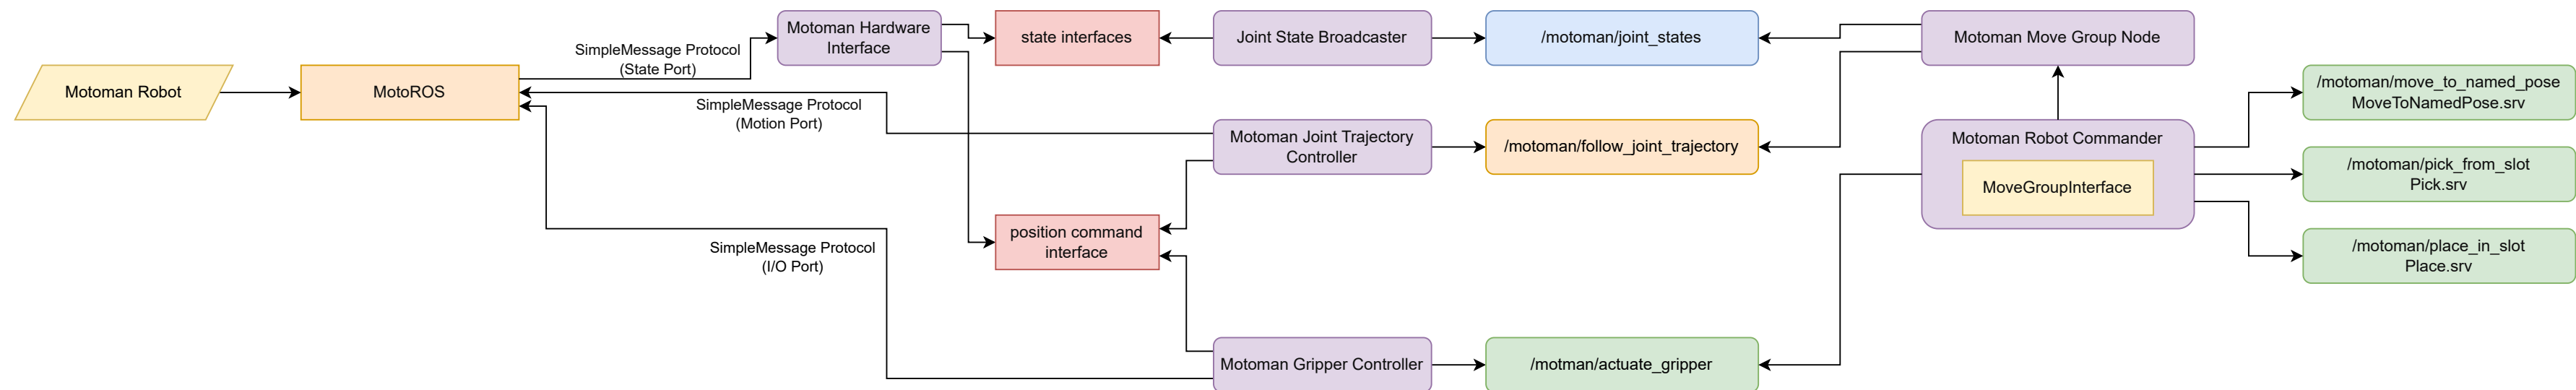 Motoman Robot
MotoROS
SimpleMessage Protocol
(State Port)
SimpleMessage Protocol
(Motion Port)
SimpleMessage Protocol
(I/O Port)
Motoman Hardware
Interface
state interfaces
position command
interface
Joint State Broadcaster
Motoman Joint Trajectory
Controller
Motoman Gripper Controller
/motoman/joint_states
/motoman/follow_joint_trajectory
/motman/actuate_gripper
Motoman Move Group Node
Motoman Robot Commander
MoveGroupInterface
/motoman/move_to_named_pose
MoveToNamedPose.srv
/motoman/pick_from_slot
Pick.srv
/motoman/place_in_slot
Place.srv